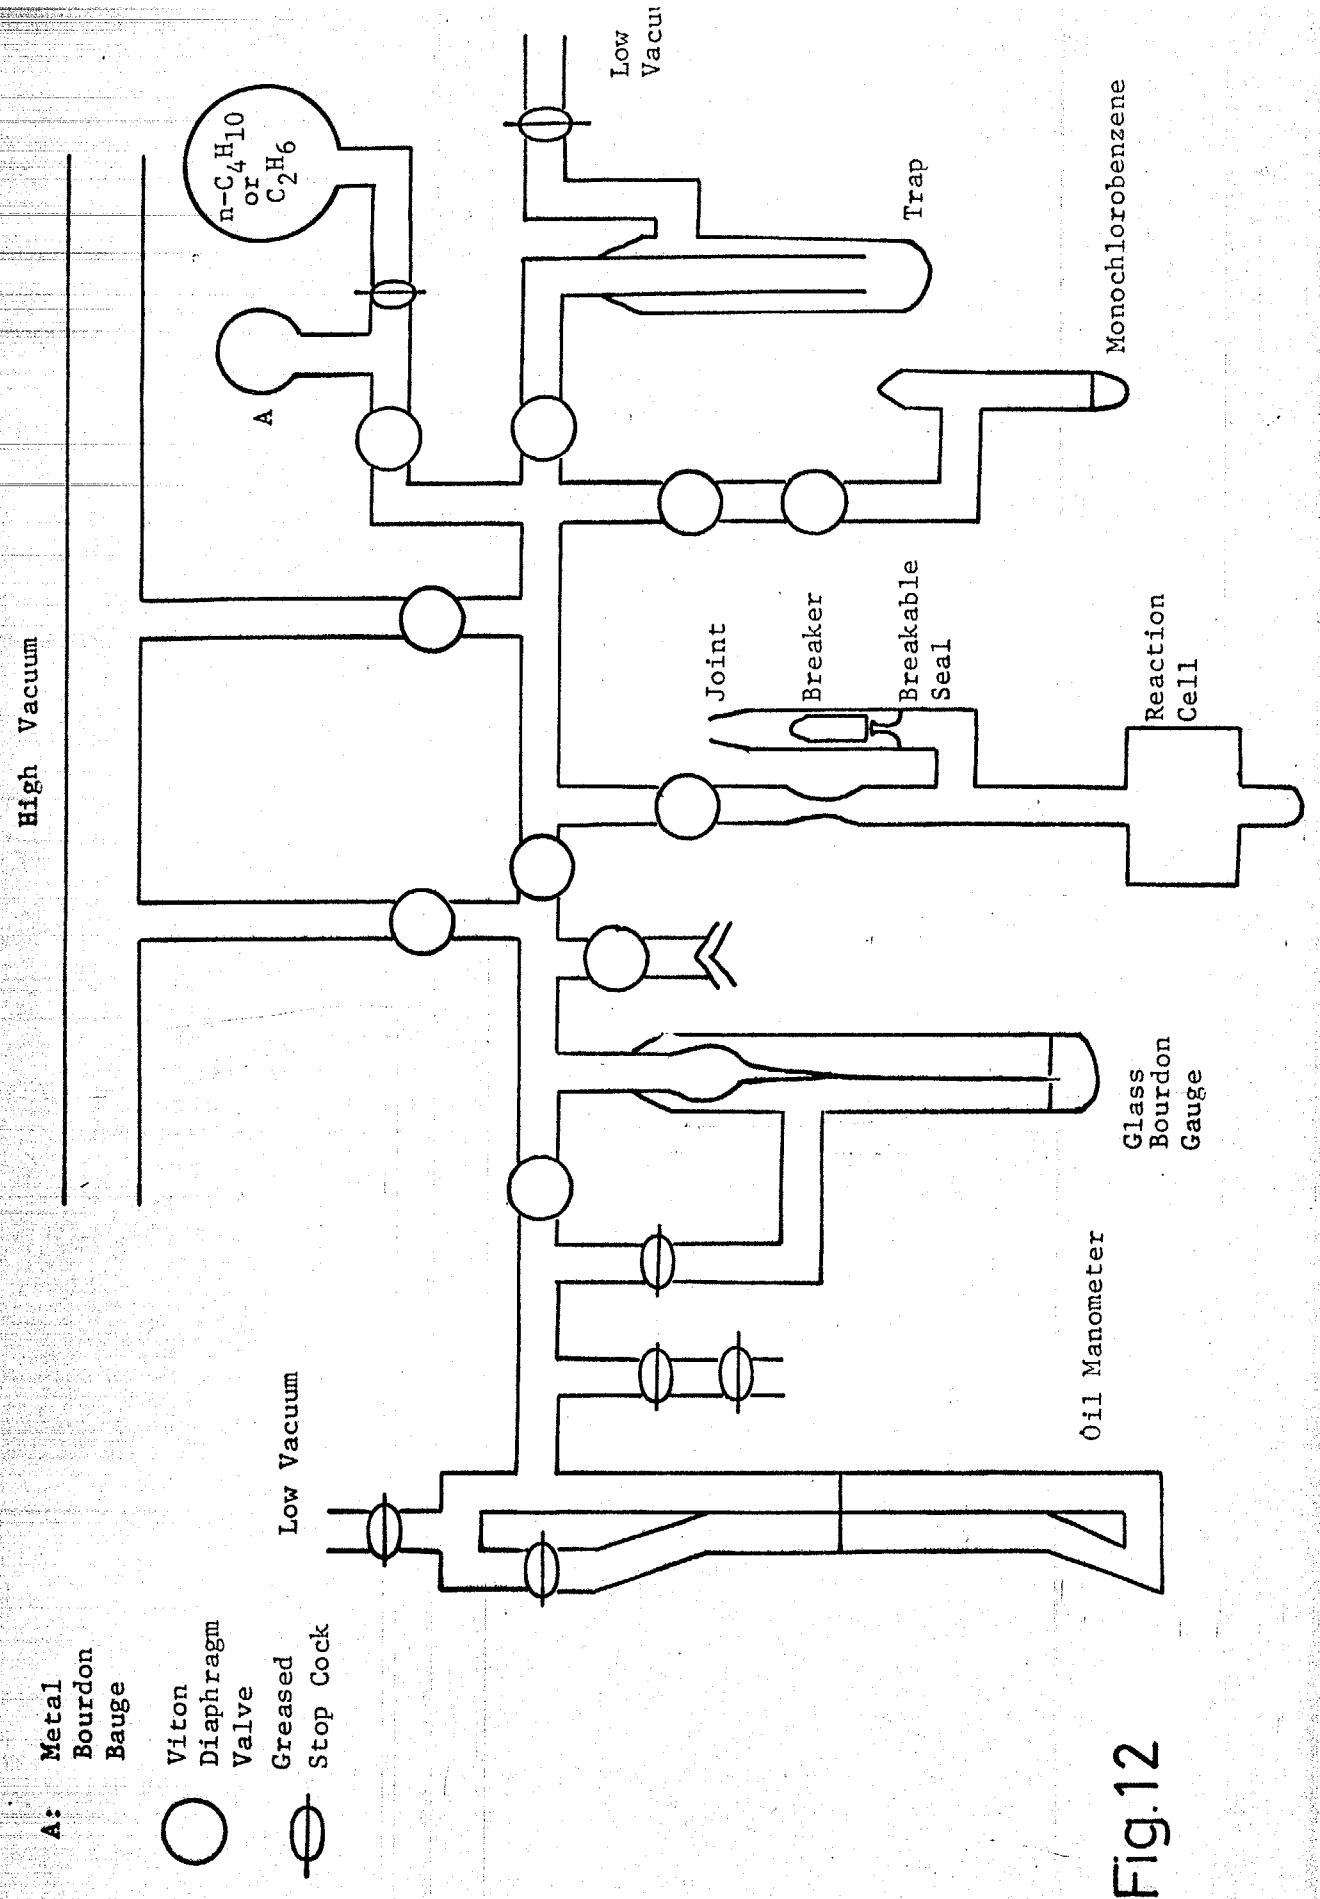 High Vacuum
n-C4H10
or
C2H6
A
Low
Vacuu
Trap
Monochlorobenzene
Joint
Breaker
Breakable
Seal
Reaction
Cell
Glass
Bourdon
Gauge
Oil Manometer
Low Vacuum
A: Metal
Bourdon
Bauge
Viton
Diaphragm
Valve
Greased
Stop Cock
Fig.12